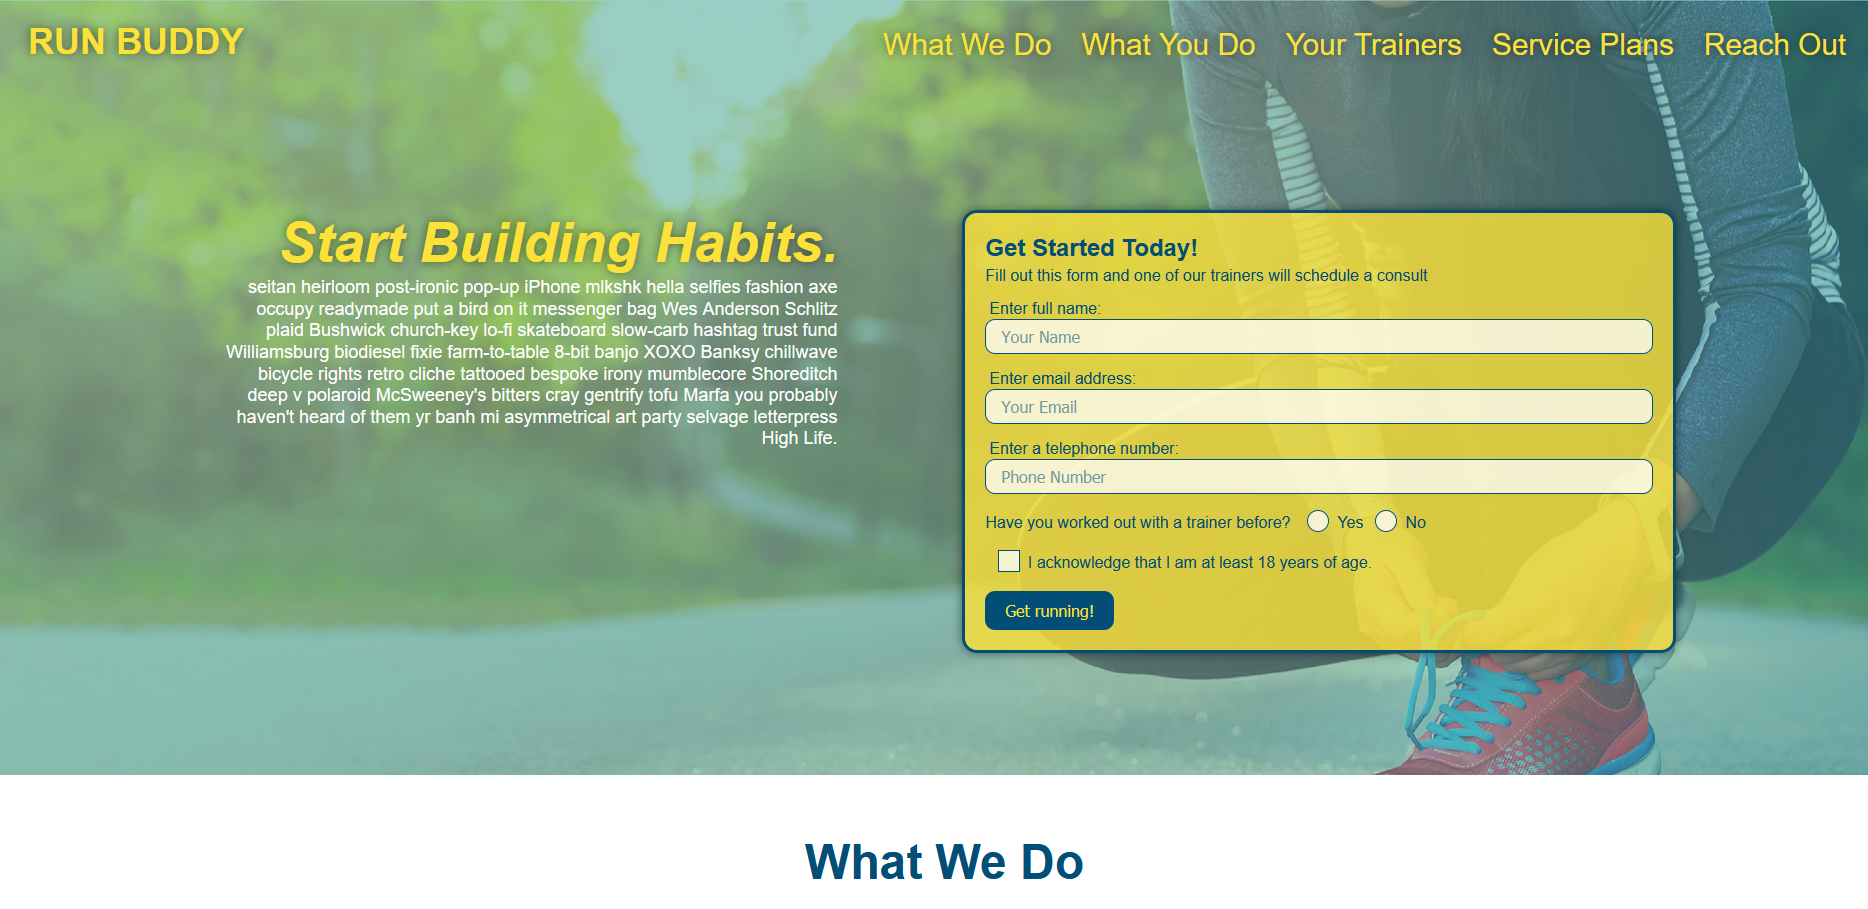 RUN BUDDY
What We Do What You Do Your Trainers Service Plans Reach Out
Start Building Habits.
seitan heirloom post-ironic pop-up iPhone mlkshk hella selfies fashion axe
occupy readymade put a bird on it messenger bag Wes Anderson Schlitz
plaid Bushwick church-key lo-fi skateboard slow-carb hashtag trust fund
Williamsburg biodiesel fixie farm-to-table 8-bit banjo XOXO Banksy chillwave
bicycle rights retro cliche tattooed bespoke irony mumblecore Shoreditch
deep v polaroid McSweeney's bitters cray gentrify tofu Marfa you probably
haven't heard of them yr banh mi asymmetrical art party selvage letterpress
High Life.
Get Started Today!
Fill out this form and one of our trainers will schedule a consult
Enter full name:
Your Name
Enter email address:
Your Email
Enter a telephone number:
Phone Number
Have you worked out with a trainer before? Yes No
I acknowledge that I am at least 18 years of age.
Get running!
What We Do